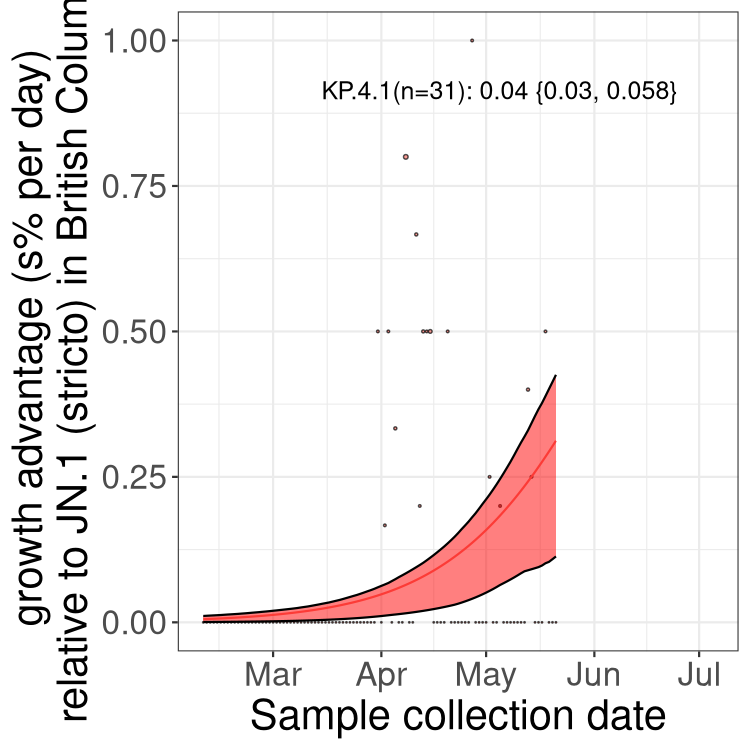 growth advantage (s% per day)
relative to JN.1 (stricto) in British Colum
1.00
0.75
0.50
0.25
0.00
KP.4.1(n=31): 0.04 {0.03, 0.058}
Mar Apr May Jun Jul
Sample collection date